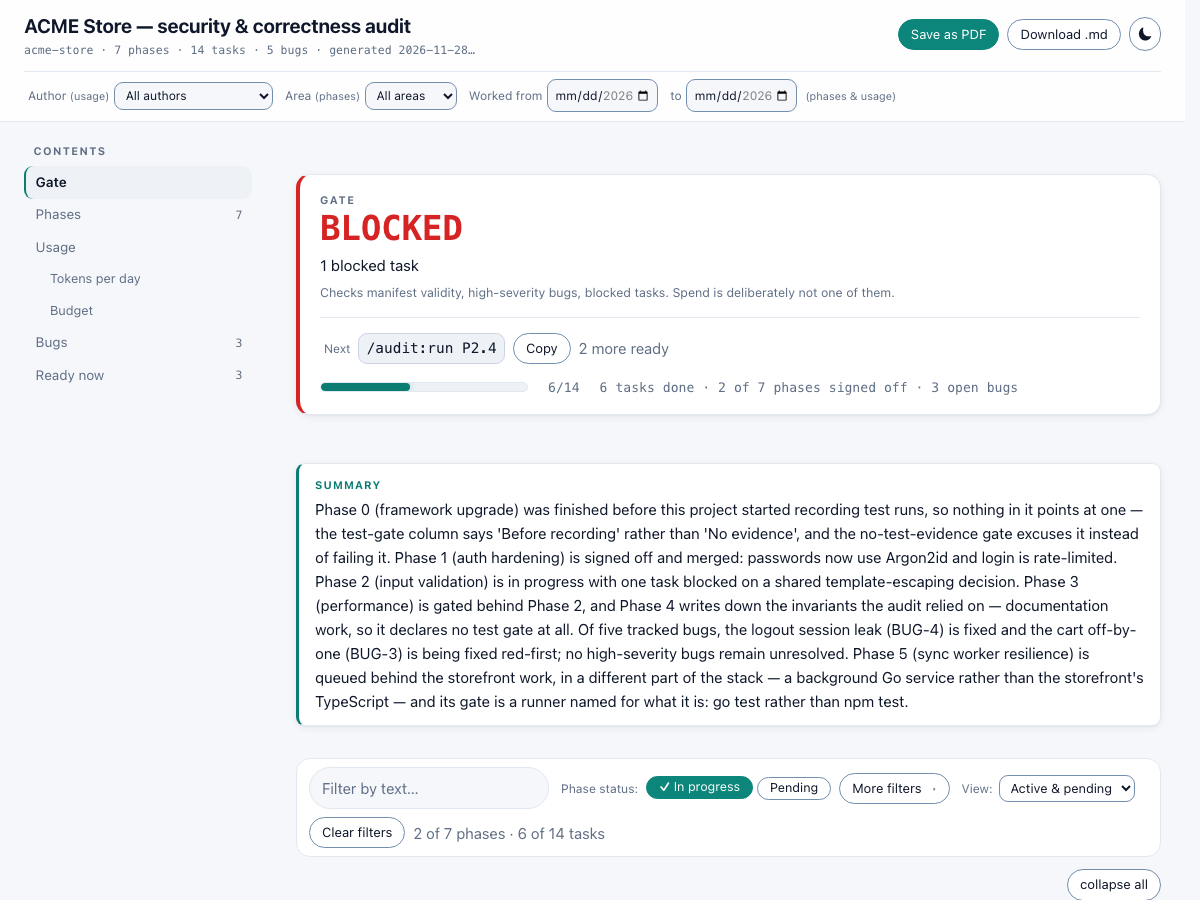 ACME Store — security & correctness audit
acme-store · 7 phases · 14 tasks · 5 bugs · generated 2026-11-28…
Save as PDF
Download .md
Author (usage) All authors Area (phases) All areas Worked from mm/dd/2026 to mm/dd/2026 (phases & usage)
CONTENTS
Gate
Phases 7
Usage
Tokens per day
Budget
Bugs 3
Ready now 3
GATE
BLOCKED
1 blocked task
Checks manifest validity, high-severity bugs, blocked tasks. Spend is deliberately not one of them.
Next /audit:run P2.4 Copy 2 more ready
6/14 6 tasks done · 2 of 7 phases signed off · 3 open bugs
SUMMARY
Phase 0 (framework upgrade) was finished before this project started recording test runs, so nothing in it points at one —
the test-gate column says 'Before recording' rather than 'No evidence', and the no-test-evidence gate excuses it instead
of failing it. Phase 1 (auth hardening) is signed off and merged: passwords now use Argon2id and login is rate-limited.
Phase 2 (input validation) is in progress with one task blocked on a shared template-escaping decision. Phase 3
(performance) is gated behind Phase 2, and Phase 4 writes down the invariants the audit relied on — documentation
work, so it declares no test gate at all. Of five tracked bugs, the logout session leak (BUG-4) is fixed and the cart off-by-
one (BUG-3) is being fixed red-first; no high-severity bugs remain unresolved. Phase 5 (sync worker resilience) is
queued behind the storefront work, in a different part of the stack — a background Go service rather than the storefront's
TypeScript — and its gate is a runner named for what it is: go test rather than npm test.
Filter by text… Phase status: ✓ In progress Pending More filters · View: Active & pending
Clear filters 2 of 7 phases · 6 of 14 tasks
collapse all